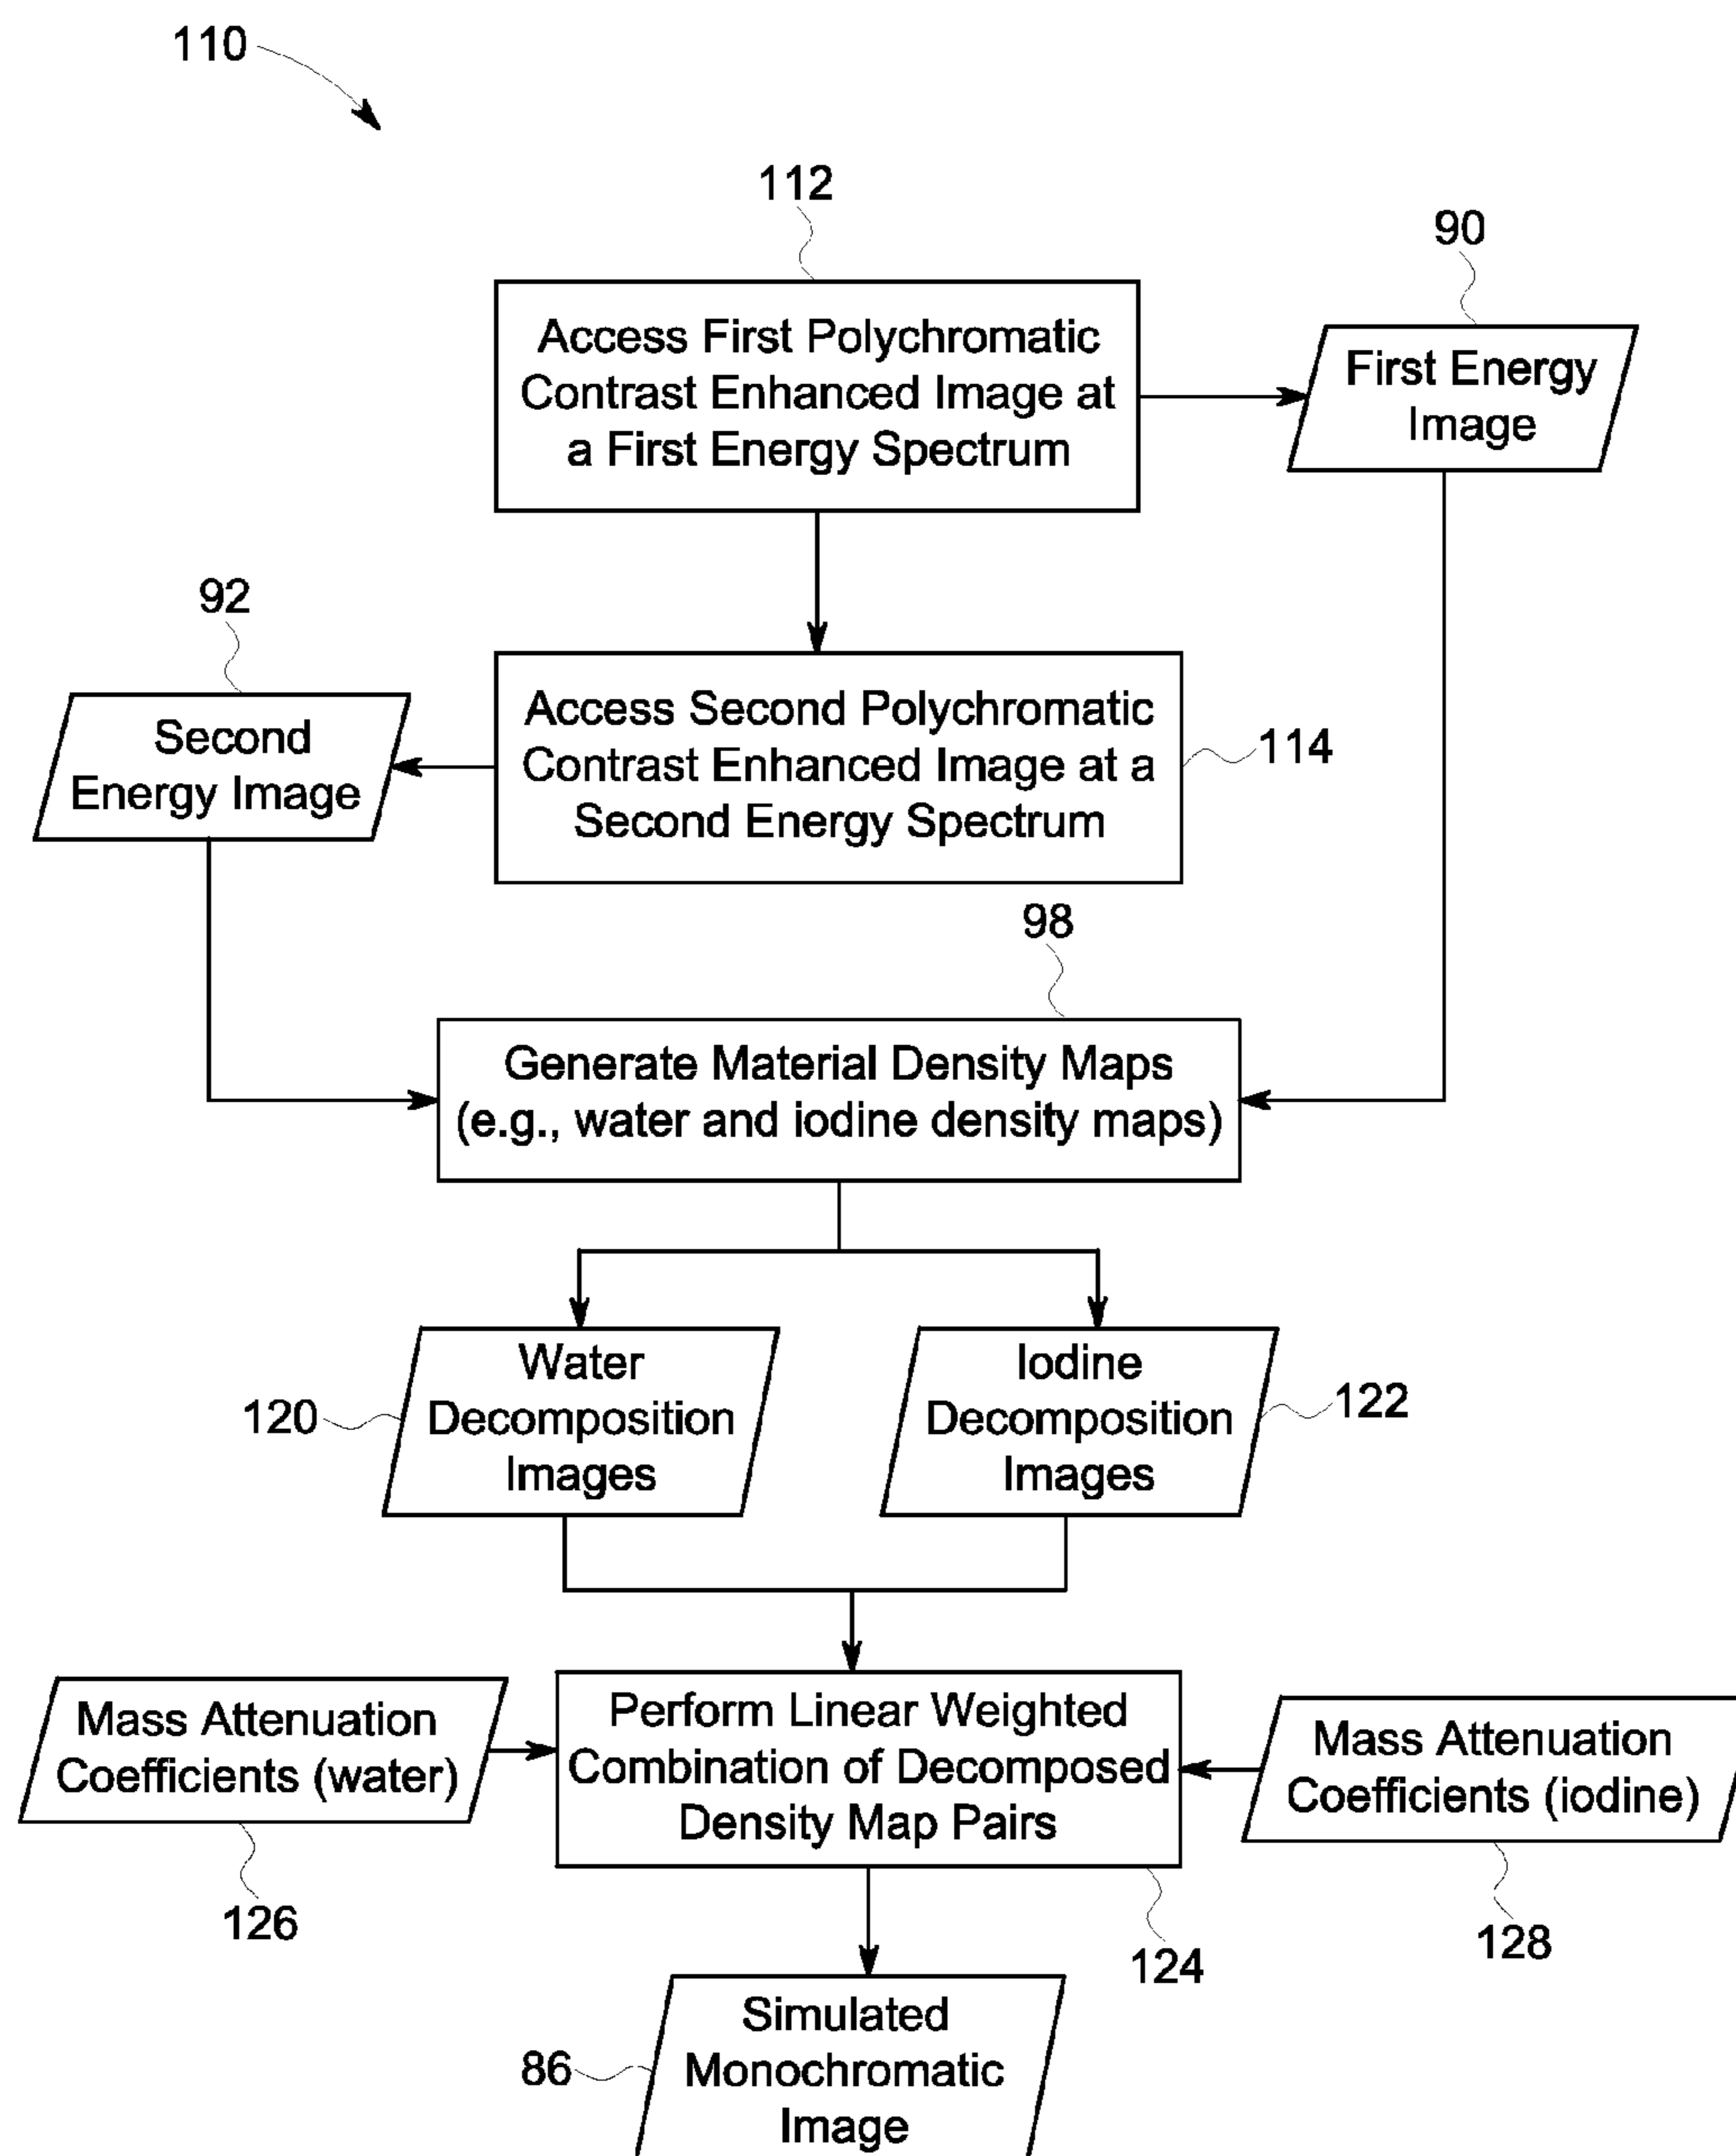 110
112
90
Access First Polychromatic
Contrast Enhanced Image at
a First Energy Spectrum
First Energy
Image
92
Second
Energy Image
Access Second Polychromatic
Contrast Enhanced Image at a
Second Energy Spectrum
114
98
Generate Material Density Maps
(e.g., water and iodine density maps)
120
Water
Decomposition
Images
Iodine
Decomposition
Images
122
Mass Attenuation
Coefficients (water)
126
Perform Linear Weighted
Combination of Decomposed
Density Map Pairs
124
Mass Attenuation
Coefficients (iodine)
128
86
Simulated
Monochromatic
Image